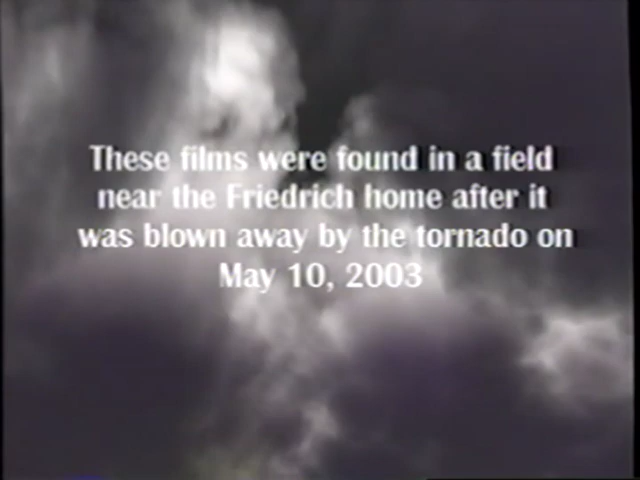 These films were found in a field
near the Friedrich home after it
was blown away by the tornado on
May 10, 2003